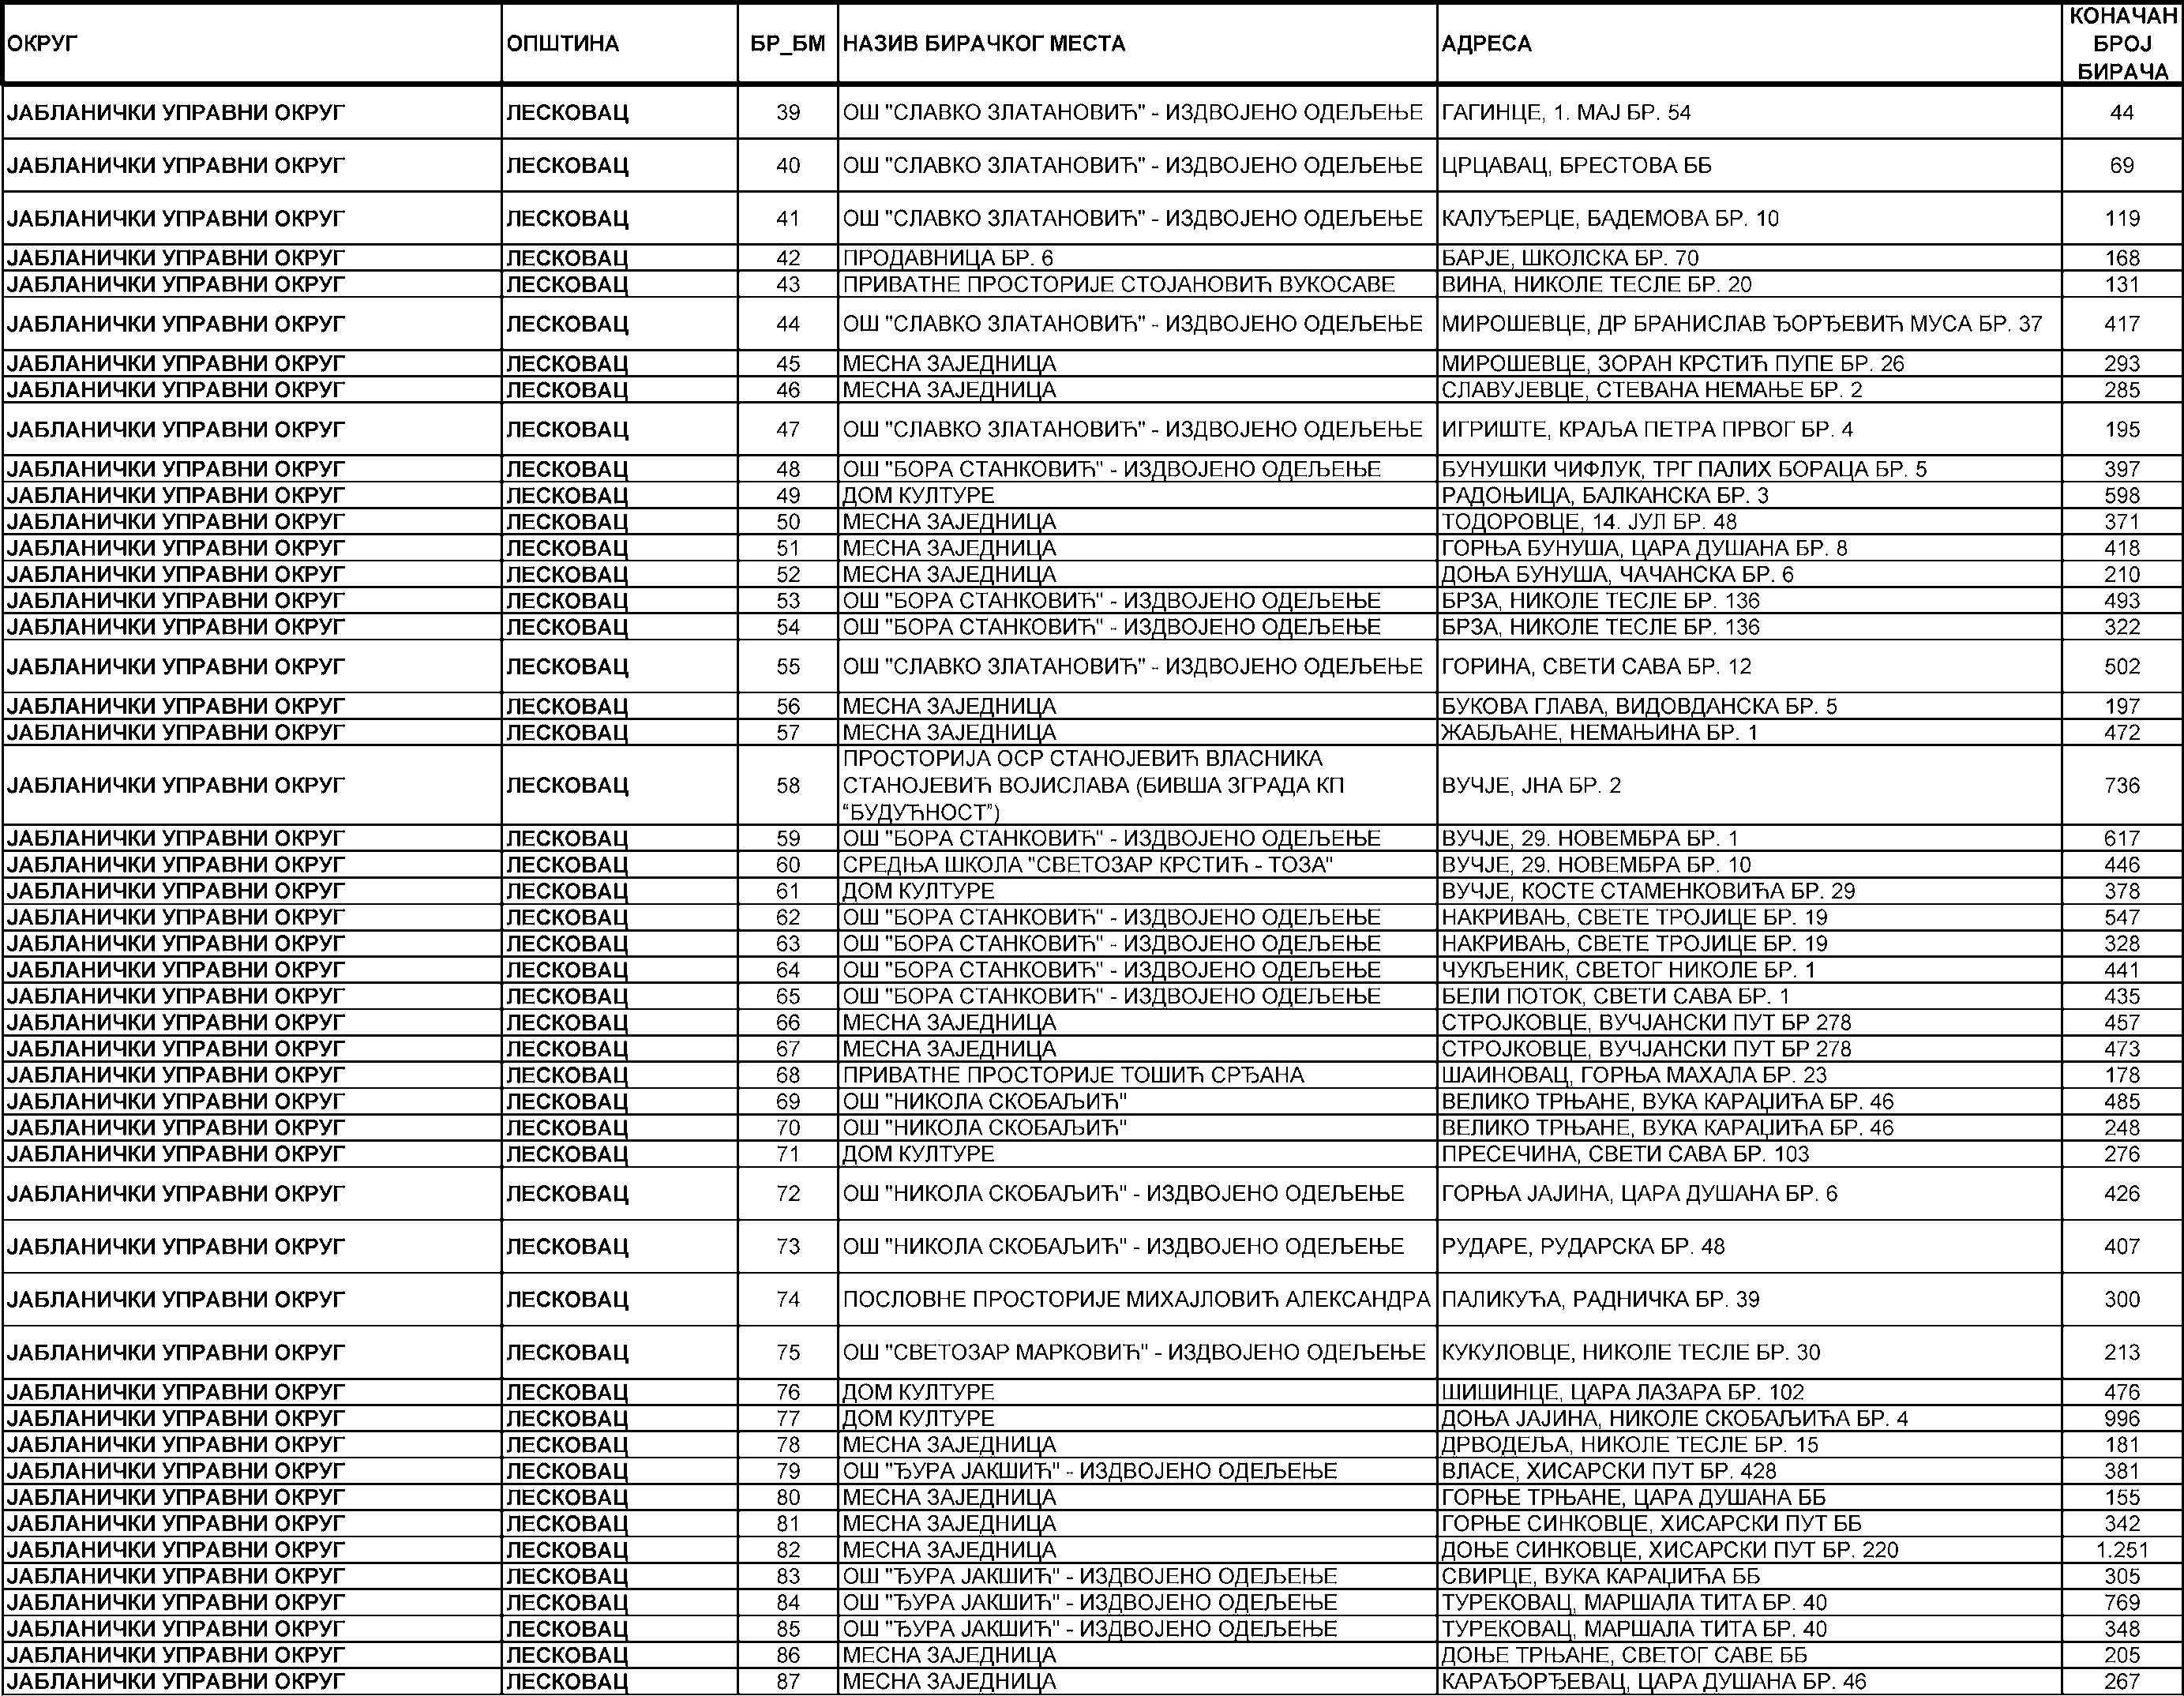 ОКРУГ ОПШТИНА БР_БМ НАЗИВ БИРАЧКОГ МЕСТА АДРЕСА КОНАЧАН БРОЈ БИРАЧА
ЈАБЛАНИЧКИ УПРАВНИ ОКРУГ ЛЕСКОВАЦ 39 ОШ "СЛАВКО ЗЛАТАНОВИЋ" - ИЗДВОЈЕНО ОДЕЉЕЊЕ ГАГИНЦЕ, 1. МАЈ БР. 54 44
ЈАБЛАНИЧКИ УПРАВНИ ОКРУГ ЛЕСКОВАЦ 40 ОШ "СЛАВКО ЗЛАТАНОВИЋ" - ИЗДВОЈЕНО ОДЕЉЕЊЕ ЦРЦАВАЦ, БРЕСТОВА ББ 69
ЈАБЛАНИЧКИ УПРАВНИ ОКРУГ ЛЕСКОВАЦ 41 ОШ "СЛАВКО ЗЛАТАНОВИЋ" - ИЗДВОЈЕНО ОДЕЉЕЊЕ КАЛУЂЕРЦЕ, БАДЕМОВА БР. 10 119
ЈАБЛАНИЧКИ УПРАВНИ ОКРУГ ЛЕСКОВАЦ 42 ПРОДАВНИЦА БР. 6 БАРЈЕ, ШКОЛСКА БР. 70 168
ЈАБЛАНИЧКИ УПРАВНИ ОКРУГ ЛЕСКОВАЦ 43 ПРИВАТНЕ ПРОСТОРИЈЕ СТОЈАНОВИЋ ВУКОСАВЕ ВИНА, НИКОЛЕ ТЕСЛЕ БР. 20 131
ЈАБЛАНИЧКИ УПРАВНИ ОКРУГ ЛЕСКОВАЦ 44 ОШ "СЛАВКО ЗЛАТАНОВИЋ" - ИЗДВОЈЕНО ОДЕЉЕЊЕ МИРОШЕВЦЕ, ДР БРАНИСЛАВ ЂОРЂЕВИЋ МУСА БР. 37 417
ЈАБЛАНИЧКИ УПРАВНИ ОКРУГ ЛЕСКОВАЦ 45 МЕСНА ЗАЈЕДНИЦА МИРОШЕВЦЕ, ЗОРАН КРСТИЋ ПУПЕ БР. 26 293
ЈАБЛАНИЧКИ УПРАВНИ ОКРУГ ЛЕСКОВАЦ 46 МЕСНА ЗАЈЕДНИЦА СЛАВУЈЕВЦЕ, СТЕВАНА НЕМАЊЕ БР. 2 285
ЈАБЛАНИЧКИ УПРАВНИ ОКРУГ ЛЕСКОВАЦ 47 ОШ "СЛАВКО ЗЛАТАНОВИЋ" - ИЗДВОЈЕНО ОДЕЉЕЊЕ ИГРИШТЕ, КРАЉА ПЕТРА ПРВОГ БР. 4 195
ЈАБЛАНИЧКИ УПРАВНИ ОКРУГ ЛЕСКОВАЦ 48 ОШ "БОРА СТАНКОВИЋ" - ИЗДВОЈЕНО ОДЕЉЕЊЕ БУНУШКИ ЧИФЛУК, ТРГ ПАЛИХ БОРАЦА БР. 5 397
ЈАБЛАНИЧКИ УПРАВНИ ОКРУГ ЛЕСКОВАЦ 49 ДОМ КУЛТУРЕ РАДОЊИЦА, БАЛКАНСКА БР. 3 598
ЈАБЛАНИЧКИ УПРАВНИ ОКРУГ ЛЕСКОВАЦ 50 МЕСНА ЗАЈЕДНИЦА ТОДОРОВЦЕ, 14. ЈУЛ БР. 48 371
ЈАБЛАНИЧКИ УПРАВНИ ОКРУГ ЛЕСКОВАЦ 51 МЕСНА ЗАЈЕДНИЦА ГОРЊА БУНУША, ЦАРА ДУШАНА БР. 8 418
ЈАБЛАНИЧКИ УПРАВНИ ОКРУГ ЛЕСКОВАЦ 52 МЕСНА ЗАЈЕДНИЦА ДОЊА БУНУША, ЧАЧАНСКА БР. 6 210
ЈАБЛАНИЧКИ УПРАВНИ ОКРУГ ЛЕСКОВАЦ 53 ОШ "БОРА СТАНКОВИЋ" - ИЗДВОЈЕНО ОДЕЉЕЊЕ БРЗА, НИКОЛЕ ТЕСЛЕ БР. 136 493
ЈАБЛАНИЧКИ УПРАВНИ ОКРУГ ЛЕСКОВАЦ 54 ОШ "БОРА СТАНКОВИЋ" - ИЗДВОЈЕНО ОДЕЉЕЊЕ БРЗА, НИКОЛЕ ТЕСЛЕ БР. 136 322
ЈАБЛАНИЧКИ УПРАВНИ ОКРУГ ЛЕСКОВАЦ 55 ОШ "СЛАВКО ЗЛАТАНОВИЋ" - ИЗДВОЈЕНО ОДЕЉЕЊЕ ГОРИНА, СВЕТИ САВА БР. 12 502
ЈАБЛАНИЧКИ УПРАВНИ ОКРУГ ЛЕСКОВАЦ 56 МЕСНА ЗАЈЕДНИЦА БУКОВА ГЛАВА, ВИДОВДАНСКА БР. 5 197
ЈАБЛАНИЧКИ УПРАВНИ ОКРУГ ЛЕСКОВАЦ 57 МЕСНА ЗАЈЕДНИЦА ЖАБЉАНЕ, НЕМАЊИНА БР. 1 472
ЈАБЛАНИЧКИ УПРАВНИ ОКРУГ ЛЕСКОВАЦ 58 ПРОСТОРИЈА ОСР СТАНОЈЕВИЋ ВЛАСНИКА
СТАНОЈЕВИЋ ВОЈИСЛАВА (БИВША ЗГРАДА КП
“БУДУЋНОСТ”) ВУЧЈЕ, ЈНА БР. 2 736
ЈАБЛАНИЧКИ УПРАВНИ ОКРУГ ЛЕСКОВАЦ 59 ОШ "БОРА СТАНКОВИЋ" - ИЗДВОЈЕНО ОДЕЉЕЊЕ ВУЧЈЕ, 29. НОВЕМБРА БР. 1 617
ЈАБЛАНИЧКИ УПРАВНИ ОКРУГ ЛЕСКОВАЦ 60 СРЕДЊА ШКОЛА "СВЕТОЗАР КРСТИЋ - ТОЗА" ВУЧЈЕ, 29. НОВЕМБРА БР. 10 446
ЈАБЛАНИЧКИ УПРАВНИ ОКРУГ ЛЕСКОВАЦ 61 ДОМ КУЛТУРЕ ВУЧЈЕ, КОСТЕ СТАМЕНКОВИЋА БР. 29 378
ЈАБЛАНИЧКИ УПРАВНИ ОКРУГ ЛЕСКОВАЦ 62 ОШ "БОРА СТАНКОВИЋ" - ИЗДВОЈЕНО ОДЕЉЕЊЕ НАКРИВАЊ, СВЕТЕ ТРОЈИЦЕ БР. 19 547
ЈАБЛАНИЧКИ УПРАВНИ ОКРУГ ЛЕСКОВАЦ 63 ОШ "БОРА СТАНКОВИЋ" - ИЗДВОЈЕНО ОДЕЉЕЊЕ НАКРИВАЊ, СВЕТЕ ТРОЈИЦЕ БР. 19 328
ЈАБЛАНИЧКИ УПРАВНИ ОКРУГ ЛЕСКОВАЦ 64 ОШ "БОРА СТАНКОВИЋ" - ИЗДВОЈЕНО ОДЕЉЕЊЕ ЧУКЉЕНИК, СВЕТОГ НИКОЛЕ БР. 1 441
ЈАБЛАНИЧКИ УПРАВНИ ОКРУГ ЛЕСКОВАЦ 65 ОШ "БОРА СТАНКОВИЋ" - ИЗДВОЈЕНО ОДЕЉЕЊЕ БЕЛИ ПОТОК, СВЕТИ САВА БР. 1 435
ЈАБЛАНИЧКИ УПРАВНИ ОКРУГ ЛЕСКОВАЦ 66 МЕСНА ЗАЈЕДНИЦА СТРОЈКОВЦЕ, ВУЧЈАНСКИ ПУТ БР 278 457
ЈАБЛАНИЧКИ УПРАВНИ ОКРУГ ЛЕСКОВАЦ 67 МЕСНА ЗАЈЕДНИЦА СТРОЈКОВЦЕ, ВУЧЈАНСКИ ПУТ БР 278 473
ЈАБЛАНИЧКИ УПРАВНИ ОКРУГ ЛЕСКОВАЦ 68 ПРИВАТНЕ ПРОСТОРИЈЕ ТОШИЋ СРЂАНА ШАИНОВАЦ, ГОРЊА МАХАЛА БР. 23 178
ЈАБЛАНИЧКИ УПРАВНИ ОКРУГ ЛЕСКОВАЦ 69 ОШ "НИКОЛА СКОБАЉИЋ" ВЕЛИКО ТРЊАНЕ, ВУКА КАРАЏИЋА БР. 46 485
ЈАБЛАНИЧКИ УПРАВНИ ОКРУГ ЛЕСКОВАЦ 70 ОШ "НИКОЛА СКОБАЉИЋ" ВЕЛИКО ТРЊАНЕ, ВУКА КАРАЏИЋА БР. 46 248
ЈАБЛАНИЧКИ УПРАВНИ ОКРУГ ЛЕСКОВАЦ 71 ДОМ КУЛТУРЕ ПРЕСЕЧИНА, СВЕТИ САВА БР. 103 276
ЈАБЛАНИЧКИ УПРАВНИ ОКРУГ ЛЕСКОВАЦ 72 ОШ "НИКОЛА СКОБАЉИЋ" - ИЗДВОЈЕНО ОДЕЉЕЊЕ ГОРЊА ЈАЈИНА, ЦАРА ДУШАНА БР. 6 426
ЈАБЛАНИЧКИ УПРАВНИ ОКРУГ ЛЕСКОВАЦ 73 ОШ "НИКОЛА СКОБАЉИЋ" - ИЗДВОЈЕНО ОДЕЉЕЊЕ РУДАРЕ, РУДАРСКА БР. 48 407
ЈАБЛАНИЧКИ УПРАВНИ ОКРУГ ЛЕСКОВАЦ 74 ПОСЛОВНЕ ПРОСТОРИЈЕ МИХАЈЛОВИЋ АЛЕКСАНДРА ПАЛИКУЋА, РАДНИЧКА БР. 39 300
ЈАБЛАНИЧКИ УПРАВНИ ОКРУГ ЛЕСКОВАЦ 75 ОШ "СВЕТОЗАР МАРКОВИЋ" - ИЗДВОЈЕНО ОДЕЉЕЊЕ КУКУЛОВЦЕ, НИКОЛЕ ТЕСЛЕ БР. 30 213
ЈАБЛАНИЧКИ УПРАВНИ ОКРУГ ЛЕСКОВАЦ 76 ДОМ КУЛТУРЕ ШИШИНЦЕ, ЦАРА ЛАЗАРА БР. 102 476
ЈАБЛАНИЧКИ УПРАВНИ ОКРУГ ЛЕСКОВАЦ 77 ДОМ КУЛТУРЕ ДОЊА ЈАЈИНА, НИКОЛЕ СКОБАЉИЋА БР. 4 996
ЈАБЛАНИЧКИ УПРАВНИ ОКРУГ ЛЕСКОВАЦ 78 МЕСНА ЗАЈЕДНИЦА ДРВОДЕЉА, НИКОЛЕ ТЕСЛЕ БР. 15 181
ЈАБЛАНИЧКИ УПРАВНИ ОКРУГ ЛЕСКОВАЦ 79 ОШ "ЂУРА ЈАКШИЋ" - ИЗДВОЈЕНО ОДЕЉЕЊЕ ВЛАСЕ, ХИСАРСКИ ПУТ БР. 428 381
ЈАБЛАНИЧКИ УПРАВНИ ОКРУГ ЛЕСКОВАЦ 80 МЕСНА ЗАЈЕДНИЦА ГОРЊЕ ТРЊАНЕ, ЦАРА ДУШАНА ББ 155
ЈАБЛАНИЧКИ УПРАВНИ ОКРУГ ЛЕСКОВАЦ 81 МЕСНА ЗАЈЕДНИЦА ГОРЊЕ СИНКОВЦЕ, ХИСАРСКИ ПУТ ББ 342
ЈАБЛАНИЧКИ УПРАВНИ ОКРУГ ЛЕСКОВАЦ 82 МЕСНА ЗАЈЕДНИЦА ДОЊЕ СИНКОВЦЕ, ХИСАРСКИ ПУТ БР. 220 1.251
ЈАБЛАНИЧКИ УПРАВНИ ОКРУГ ЛЕСКОВАЦ 83 ОШ "ЂУРА ЈАКШИЋ" - ИЗДВОЈЕНО ОДЕЉЕЊЕ СВИРЦЕ, ВУКА КАРАЏИЋА ББ 305
ЈАБЛАНИЧКИ УПРАВНИ ОКРУГ ЛЕСКОВАЦ 84 ОШ "ЂУРА ЈАКШИЋ" - ИЗДВОЈЕНО ОДЕЉЕЊЕ ТУРЕКОВАЦ, МАРШАЛА ТИТА БР. 40 769
ЈАБЛАНИЧКИ УПРАВНИ ОКРУГ ЛЕСКОВАЦ 85 ОШ "ЂУРА ЈАКШИЋ" - ИЗДВОЈЕНО ОДЕЉЕЊЕ ТУРЕКОВАЦ, МАРШАЛА ТИТА БР. 40 348
ЈАБЛАНИЧКИ УПРАВНИ ОКРУГ ЛЕСКОВАЦ 86 МЕСНА ЗАЈЕДНИЦА ДОЊЕ ТРЊАНЕ, СВЕТОГ САВЕ ББ 205
ЈАБЛАНИЧКИ УПРАВНИ ОКРУГ ЛЕСКОВАЦ 87 МЕСНА ЗАЈЕДНИЦА КАРАЂОРЂЕВАЦ, ЦАРА ДУШАНА БР. 46 267